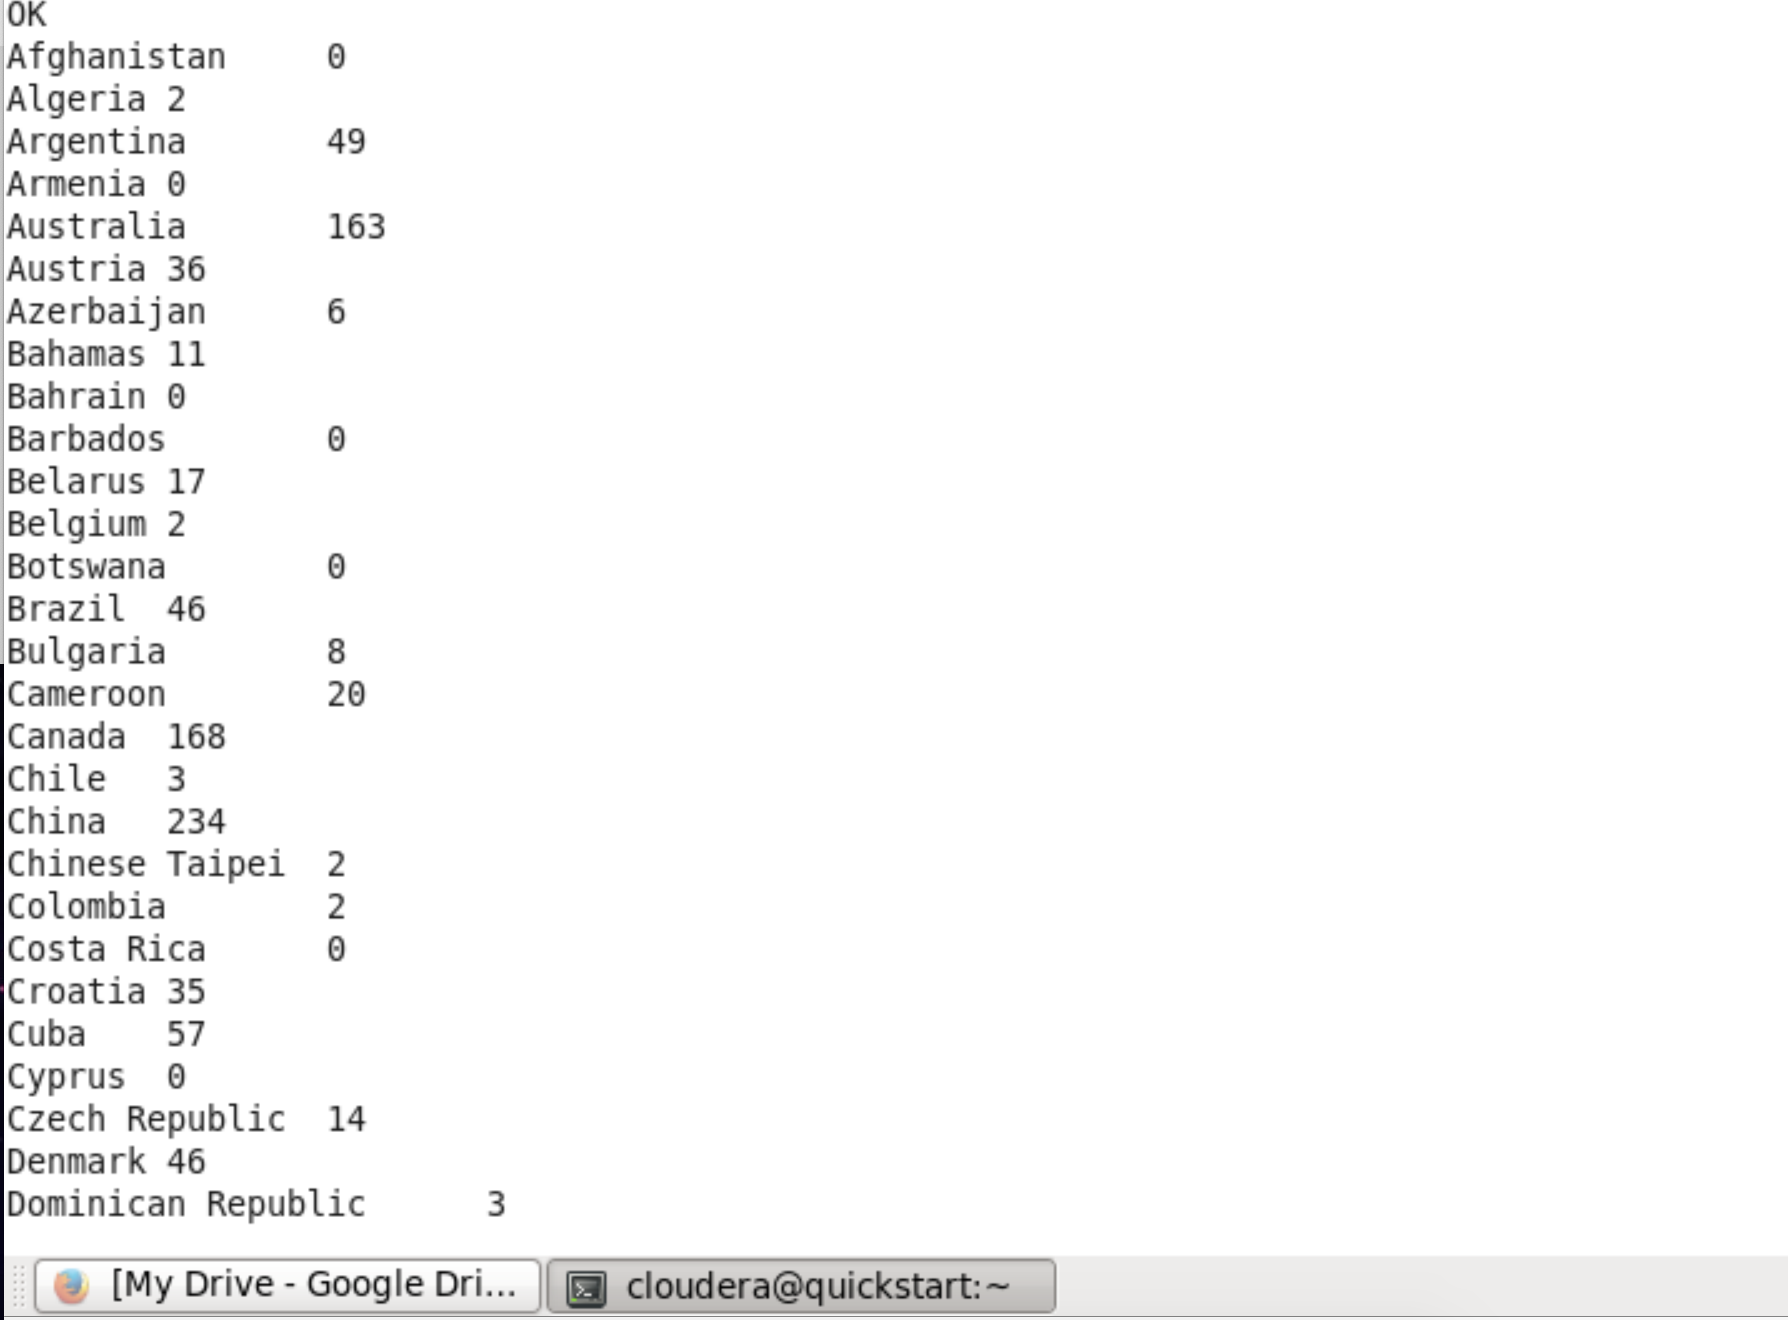 OK
Afghanistan 0
Algeria 2
Argentina 49
Armenia 0
Australia 163
Austria 36
Azerbaijan 6
Bahamas 11
Bahrain 0
Barbados 0
Belarus 17
Belgium 2
Botswana 0
Brazil 46
Bulgaria 8
Cameroon 20
Canada 168
Chile 3
China 234
Chinese Taipei 2
Colombia 2
Costa Rica 0
Croatia 35
Cuba 57
Cyprus 0
Czech Republic 14
Denmark 46
Dominican Republic 3
[My Drive - Google Dri... cloudera@quickstart:~